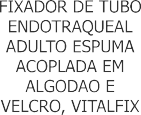 FIXADOR DE TUBO
ENDOTRAQUEAL
ADULTO ESPUMA
ACOPLADA EM
ALGODAO E
VELCRO, VITALFIX